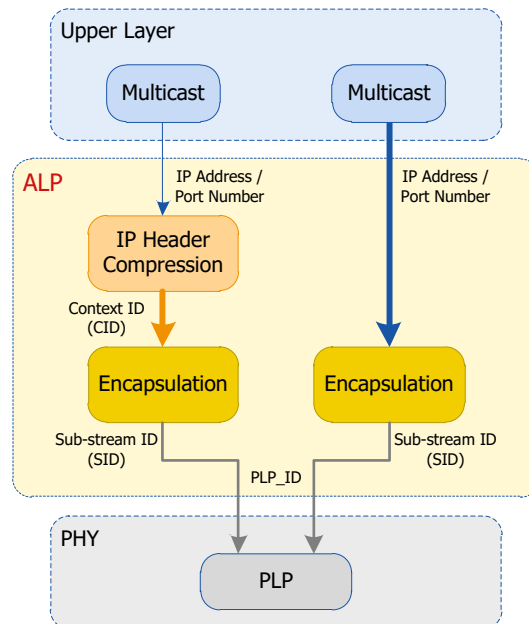 Upper Layer
Multicast
Multicast
IP Address /
Port Number
IP Address /
Port Number
ALP
IP Header
Compression
Context ID
(CID)
Encapsulation
Encapsulation
Sub-stream ID
(SID)
Sub-stream ID
(SID)
PLP_ID
PHY
PLP